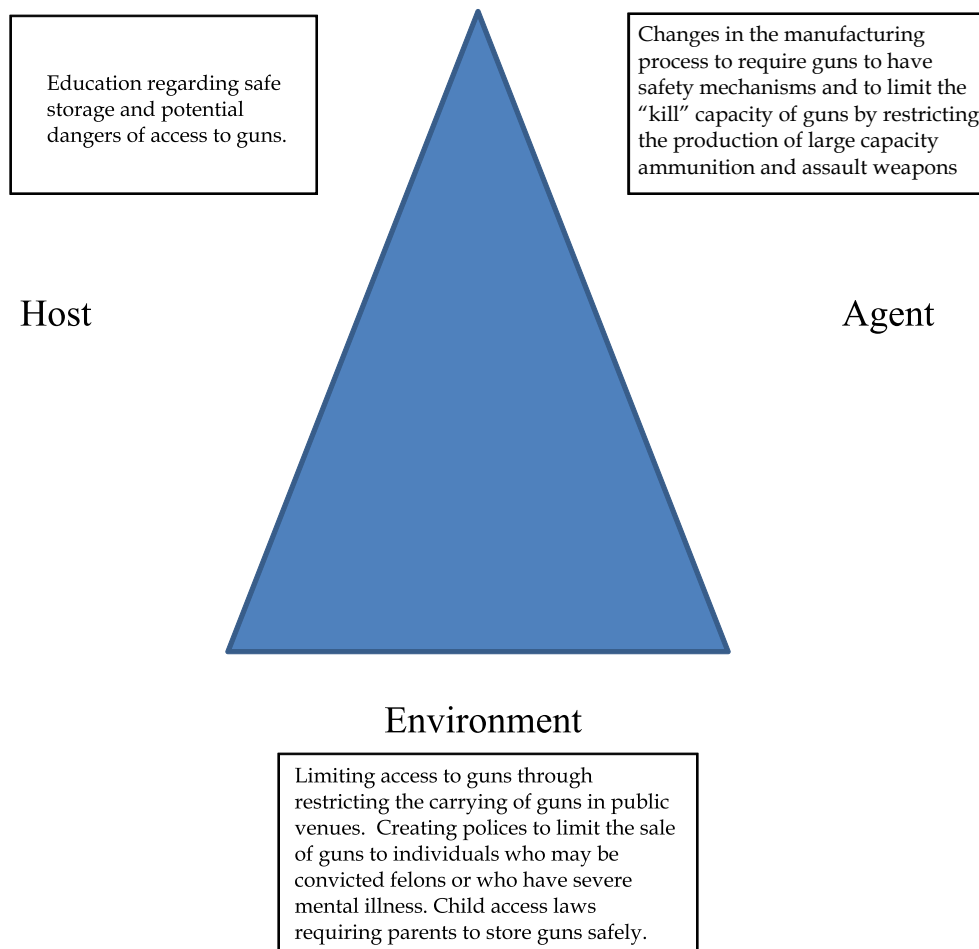 Education regarding safe
storage and potential
dangers of access to guns.
Changes in the manufacturing
process to require guns to have
safety mechanisms and to limit the
“kill” capacity of guns by restricting
the production of large capacity
ammunition and assault weapons
Host
Agent
Environment
Limiting access to guns through
restricting the carrying of guns in public
venues.  Creating polices to limit the sale
of guns to individuals who may be
convicted felons or who have severe
mental illness. Child access laws
requiring parents to store guns safely.